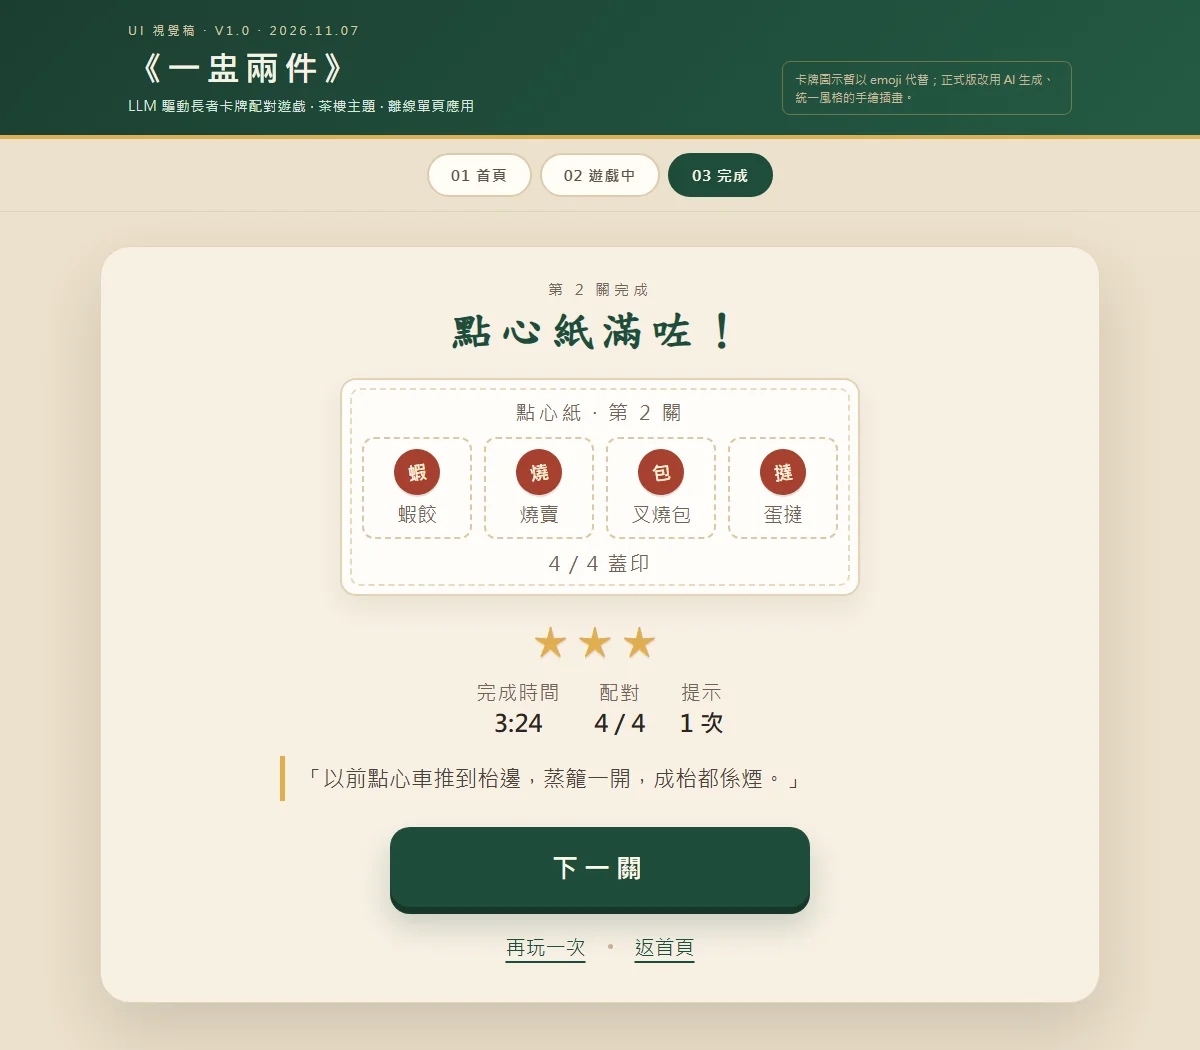 UI 視覺稿 · V1.0 · 2026.11.07
《一盅兩件》
LLM 驅動長者卡牌配對遊戲 · 茶樓主題 · 離線單頁應用
卡牌圖示暫以 emoji 代替；正式版改用 AI 生成、
統一風格的手繪插畫。
01 首頁
02 遊戲中
03 完成
第 2 關完成
點心紙滿咗！
點心紙 · 第 2 關
蝦 燒 包 撻
蝦餃 燒賣 叉燒包 蛋撻
4 / 4 蓋印
★★★
完成時間 配對 提示
3:24 4 / 4 1 次
「以前點心車推到枱邊，蒸籠一開，成枱都係煙。」
下一關
再玩一次 • 返首頁